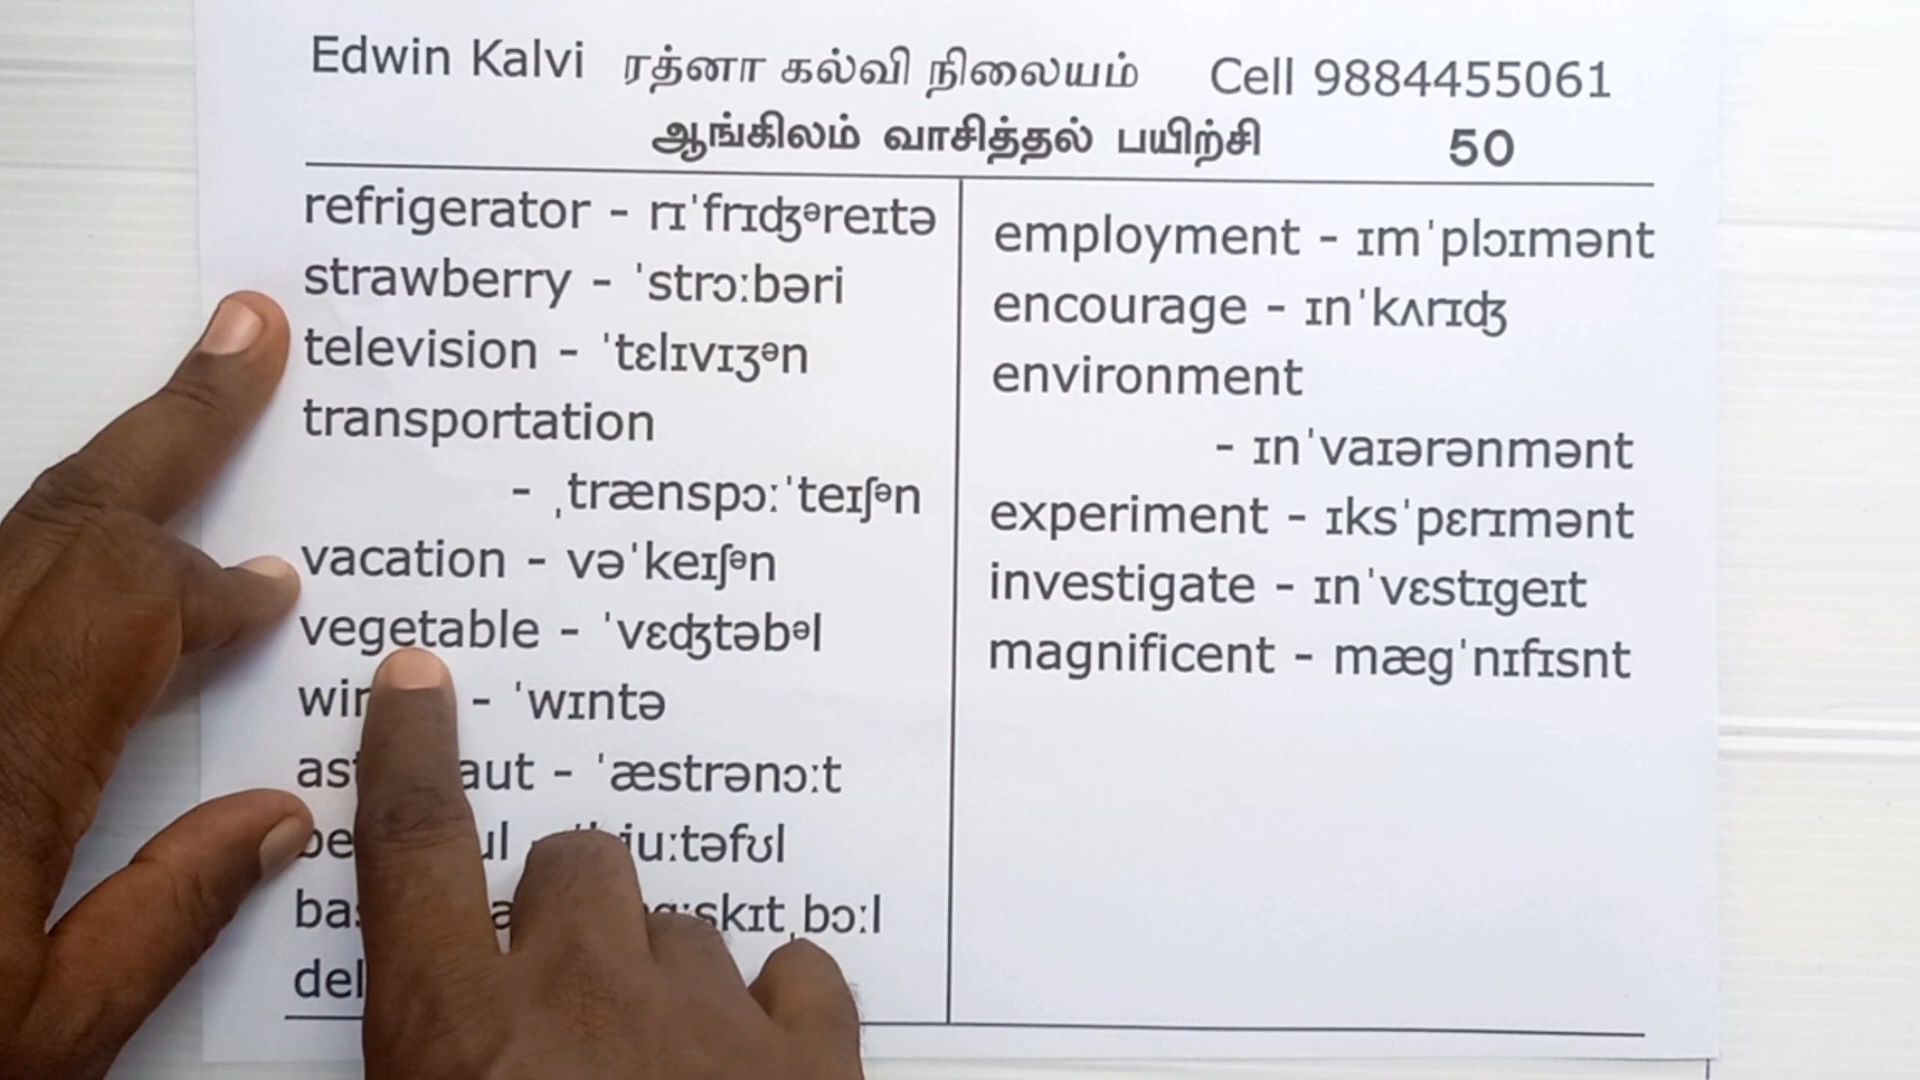 Edwin Kalvi ரத்னா கல்வி நிலையம் Cell 9884455061
ஆங்கிலம் வாசித்தல் பயிற்சி 50
refrigerator - rɪˈfrɪʤᵊreɪtə
strawberry - ˈstrɔːbəri
television - ˈtɛlɪvɪʒᵊn
transportation
- ˌtrænspɔːˈteɪʃᵊn
vacation - vəˈkeɪʃᵊn
vegetable - ˈvɛʤtəbᵊl
- ˈwɪntə
- ˈæstrənɔːt
employment - ɪmˈplɔɪmənt
encourage - ɪnˈkʌrɪʤ
environment
- ɪnˈvaɪərənmənt
experiment - ɪksˈpɛrɪmənt
investigate - ɪnˈvɛstɪgeɪt
magnificent - mægˈnɪfɪsnt